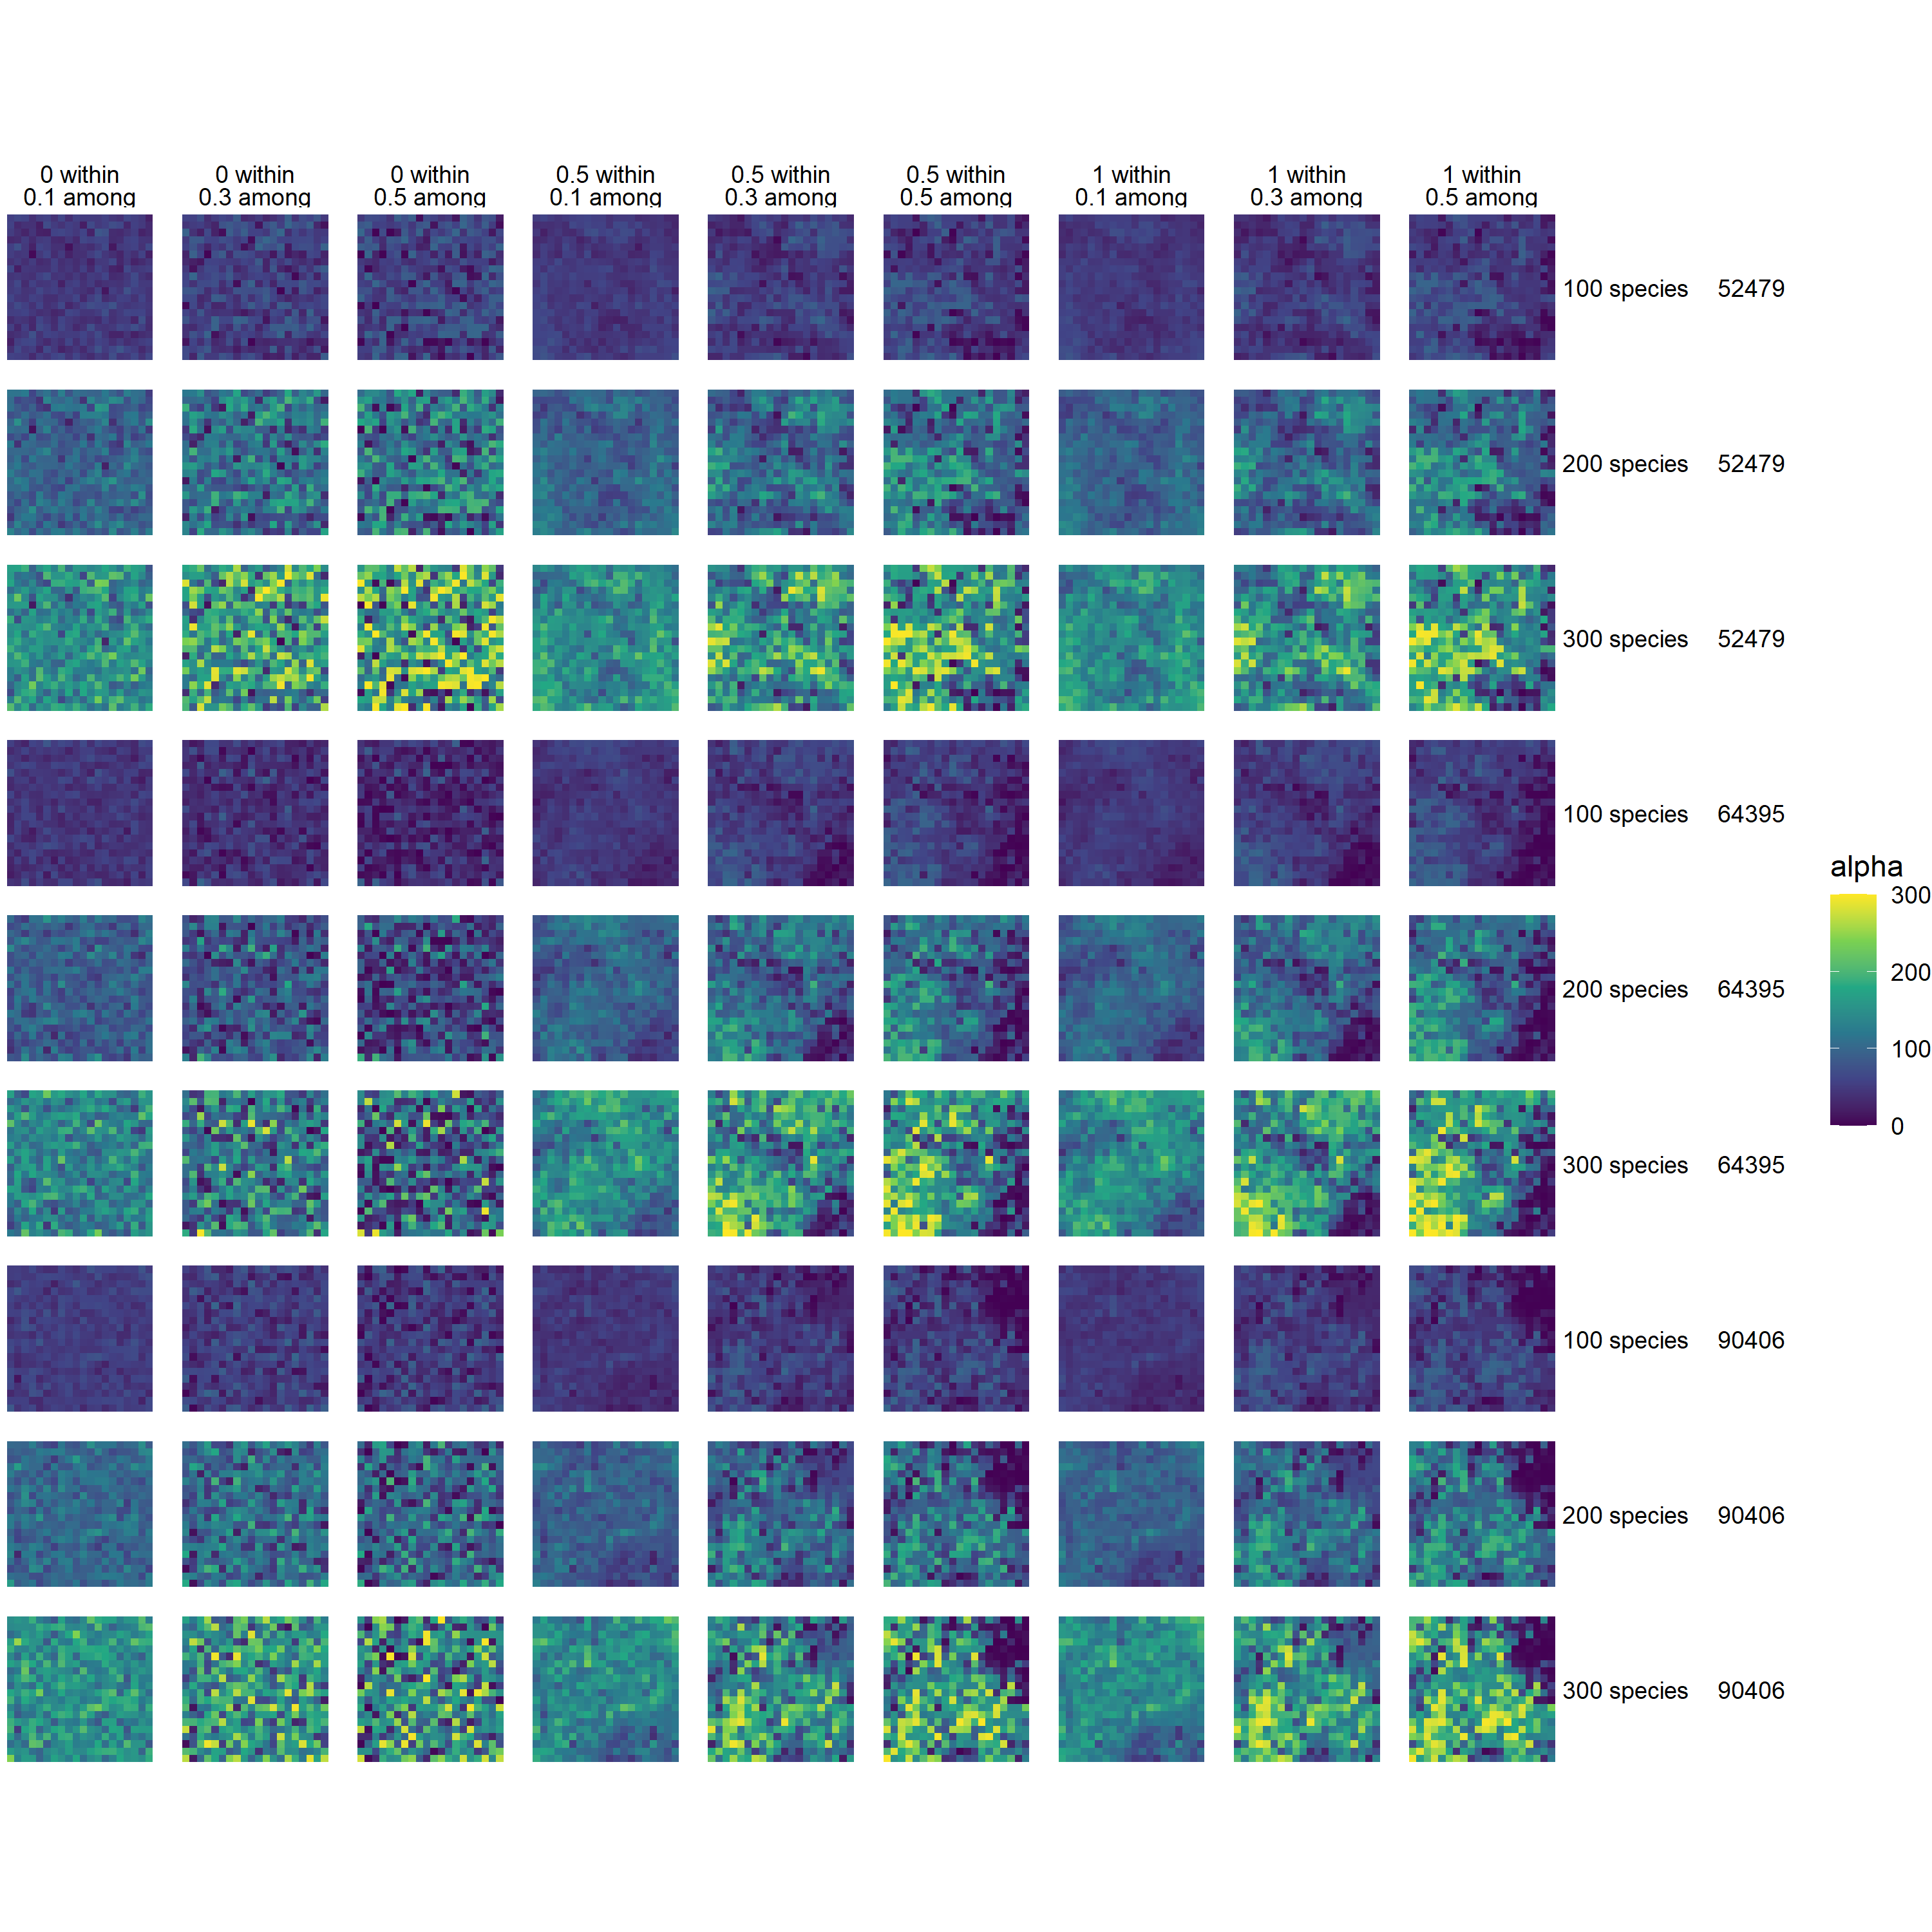 0 within
0.1 among
0 within
0.3 among
0 within
0.5 among
0.5 within
0.1 among
0.5 within
0.3 among
0.5 within
0.5 among
1 within
0.1 among
1 within
0.3 among
1 within
0.5 among
100 species 52479
200 species 52479
300 species 52479
100 species 64395
200 species 64395
300 species 64395
100 species 90406
200 species 90406
300 species 90406
alpha
300
200
100
0